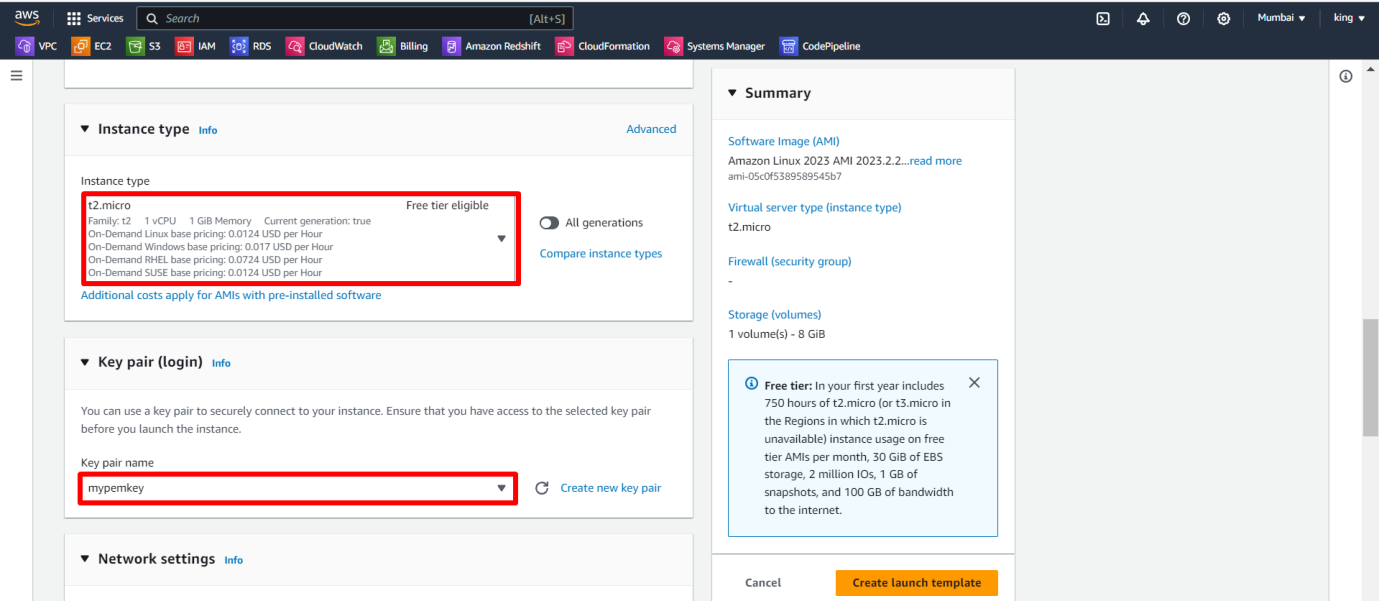 aws
Services
Search
[Alt+S]
Mumbai
king
VPC
EC2
S3
IAM
RDS
CloudWatch
Billing
Amazon Redshift
CloudFormation
Systems Manager
CodePipeline
Instance type Info
Advanced
Instance type
t2.micro
Free tier eligible
Family: t2 1 vCPU 1 GiB Memory Current generation: true
On-Demand Linux base pricing: 0.0124 USD per Hour
On-Demand Windows base pricing: 0.017 USD per Hour
On-Demand RHEL base pricing: 0.0724 USD per Hour
On-Demand SUSE base pricing: 0.0124 USD per Hour
All generations
Compare instance types
Additional costs apply for AMIs with pre-installed software
Key pair (login) Info
You can use a key pair to securely connect to your instance. Ensure that you have access to the selected key pair
before you launch the instance.
Key pair name
mypemkey
Create new key pair
Network settings Info
Summary
Software Image (AMI)
Amazon Linux 2023 AMI 2023.2.2...read more
ami-05c0f5389589545b7
Virtual server type (instance type)
t2.micro
Firewall (security group)
-
Storage (volumes)
1 volume(s) - 8 GiB
Free tier: In your first year includes
750 hours of t2.micro (or t3.micro in
the Regions in which t2.micro is
unavailable) instance usage on free
tier AMIs per month, 30 GiB of EBS
storage, 2 million IOs, 1 GB of
snapshots, and 100 GB of bandwidth
to the internet.
Cancel
Create launch template